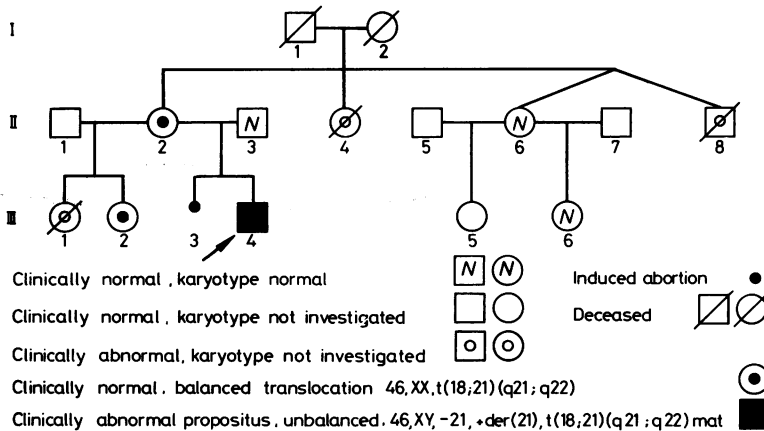 I
1 2
II
N N
1 2 3 4 5 6 7 8
III
N
1 2 3 4 5 6
Clinically normal , karyotype normal N N Induced abortion
Clinically normal , karyotype not investigated Deceased
Clinically abnormal, karyotype not investigated
Clinically normal. balanced translocation 46,XX,t(18;21)(q21; q22)
Clinically abnormal propositus, unbalanced. 46,XY, -21, +der(21), t(18;21)(q21 ; q22) mat